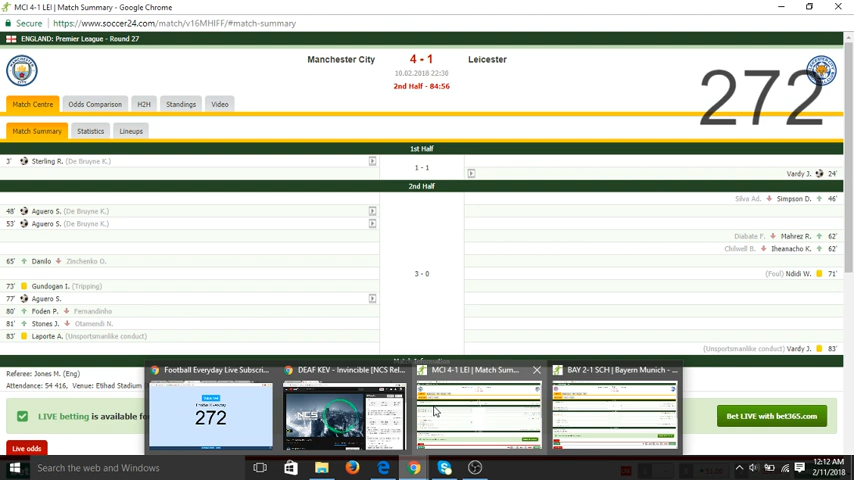 MCI 4-1 LEI | Match Summary - Google Chrome
Secure https://www.soccer24.com/match/v16MHIFF/#match-summary
ENGLAND: Premier League - Round 27
Manchester City 4 - 1 Leicester
10.02.2018 22:30
2nd Half - 84:56
272
Match Centre Odds Comparison H2H Standings Video
Match Summary Statistics Lineups
1st Half
3' Sterling R. (De Bruyne K.)
1 - 1
Vardy J. 24'
2nd Half
Silva Ad. Simpson D. 46'
48' Aguero S. (De Bruyne K.)
53' Aguero S. (De Bruyne K.)
Diabate F. Mahrez R. 62'
Chilwell B. Iheanacho K. 62'
65' Danilo Zinchenko O.
3 - 0
(Foul) Ndidi W. 71'
73' Gundogan I. (Tripping)
77' Aguero S.
80' Foden P. Fernandinho
81' Stones J. Otamendi N.
83' Laporte A. (Unsportsmanlike conduct)
(Unsportsmanlike conduct) Vardy J. 83'
Match Information
Referee: Jones M. (Eng)
Attendance: 54 416, Venue: Etihad Stadium
Football Everyday Live Subscri...
DEAF KEV - Invincible [NCS Rel...
MCI 4-1 LEI | Match Sum...
BAY 2-1 SCH | Bayern Munich - ...
272
NCS
LIVE betting is available fo
Bet LIVE with bet365.com
Live odds
Search the web and Windows
12:12 AM
2/11/2018